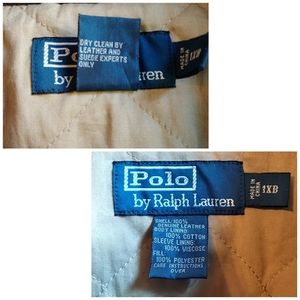 DRY CLEAN BY
LEATHER AND
SUEDE EXPERTS
ONLY
Polo
by Lauren
MADE IN
CHINA
Polo
by Ralph Lauren
MADE IN
CHINA
1XB
SHELL: 100%
GENUINE LEATHER
BODY LINING:
100% COTTON
SLEEVE LINING:
100% VISCOSE
FILL:
100% POLYESTER
CARE INSTRUCTIONS
OVER